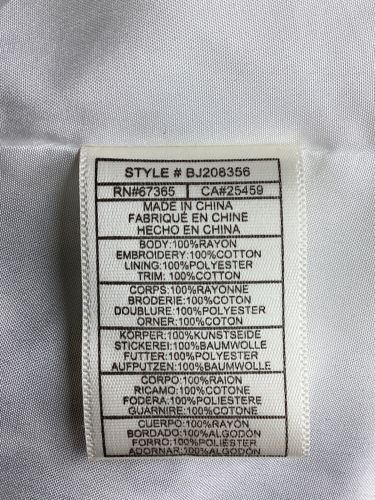 STYLE # BJ208356
RN#67365 CA#25459
MADE IN CHINA
FABRIQUÉ EN CHINE
HECHO EN CHINA
BODY:100%RAYON
EMBROIDERY:100%COTTON
LINING:100%POLYESTER
TRIM: 100%COTTON
CORPS:100%RAYONNE
BRODERIE:100%COTON
DOUBLURE:100%POLYESTER
ORNER:100%COTTON
KÖRPER:100%KUNSTSEIDE
STICKEREI:100%BAUMWOLLE
FUTTER:100%POLYESTER
AUFPUTZEN:100%BAUMWOLLE
CORPO:100%RAION
RICAMO:100%COTONE
FODERA:100%POLIESTERE
GUARNIRE:100%COTONE
CUERPO:100%RAYÓN
BORDADO:100%ALGODÓN
FORRO:100%POLIÉSTER
ADORNAR:100%ALGODÓN